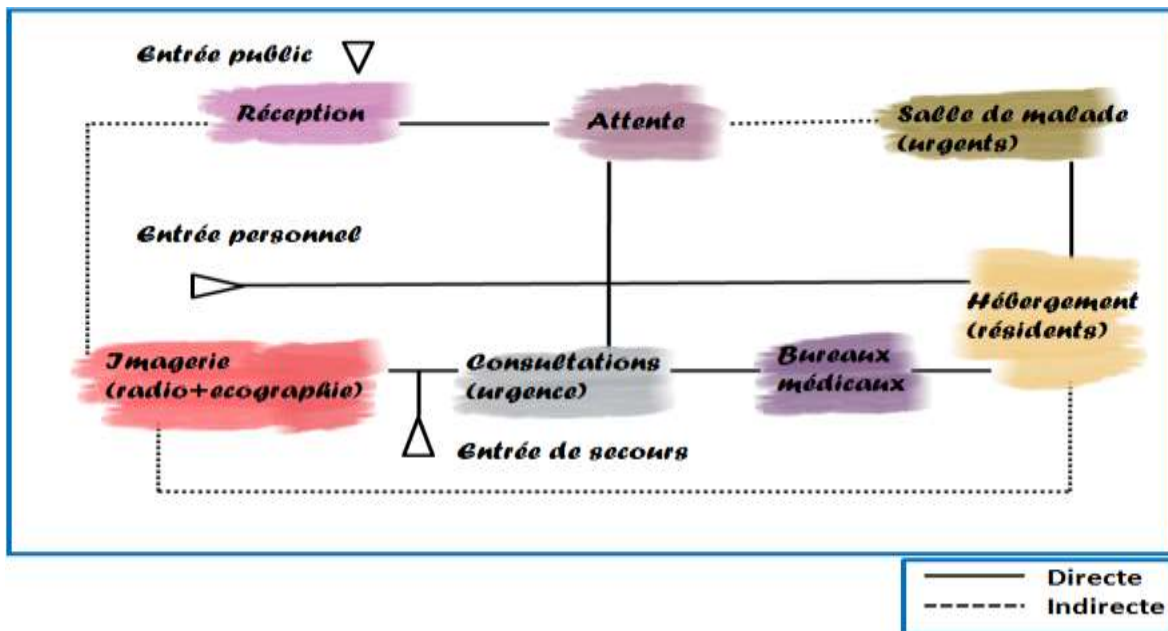 Entrée public
Réception
Attente
Salle de malade
(urgents)
Entrée personnel
Hébergement
(résidents)
Imagerie
(radio+ecographie)
Consultations
(urgence)
Bureaux
médicaux
Entrée de secours
Directe
Indirecte